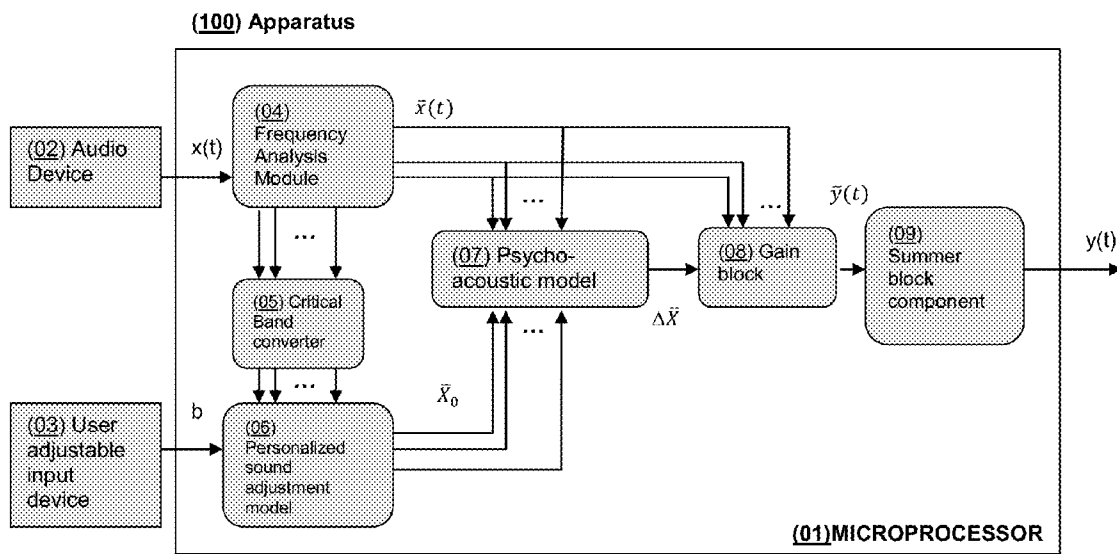 (100) Apparatus
(02) Audio
Device
x(t)
(04)
Frequency
Analysis
Module
x̄(t)
...
...
...
(05) Critical
Band
converter
...
(07) Psycho-
acoustic model
...
ΔX̄
(08) Gain
block
ȳ(t)
(09)
Summer
block
component
y(t)
(03) User
adjustable
input
device
b
(06)
Personalized
sound
adjustment
model
X̄₀
(01)MICROPROCESSOR